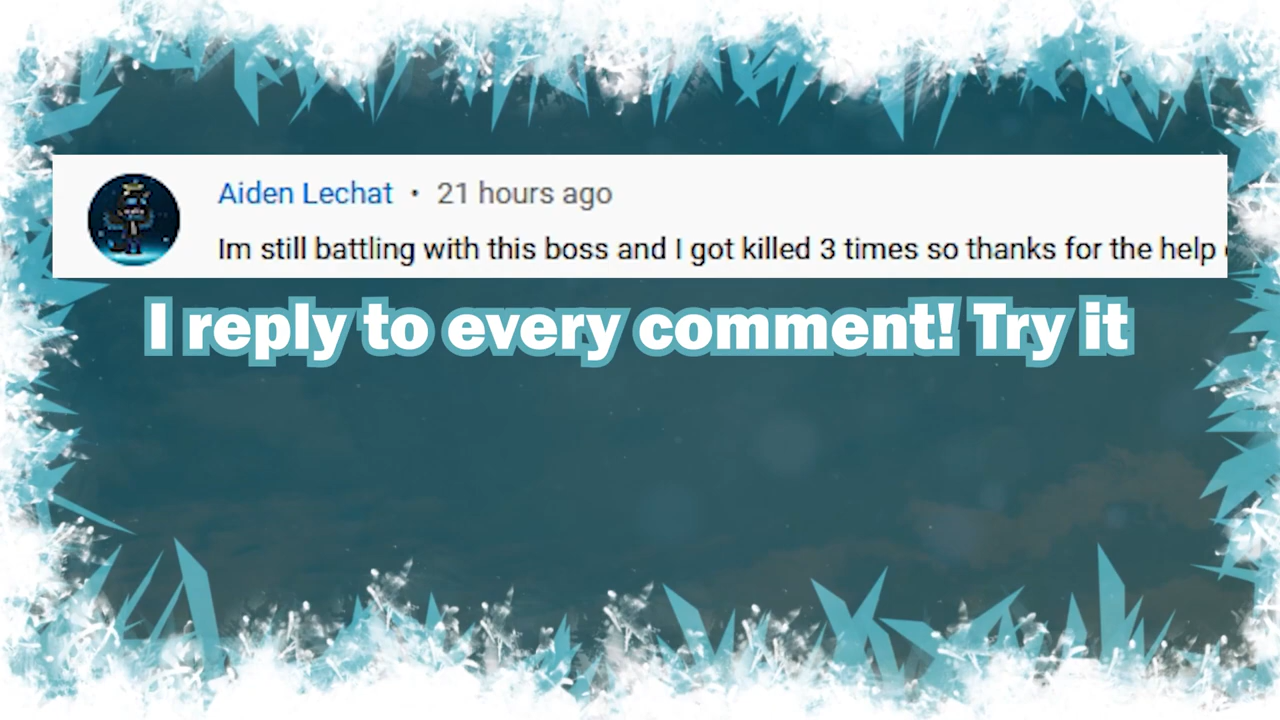 Aiden Lechat • 21 hours ago
Im still battling with this boss and I got killed 3 times so thanks for the help
I reply to every comment! Try it